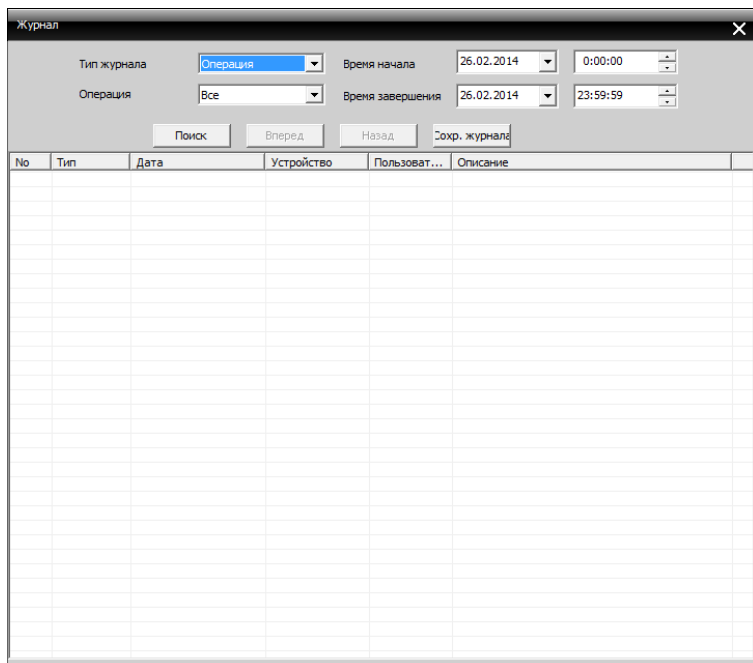 Журнал
Тип журнала Операция Время начала 26.02.2014 0:00:00
Операция Все Время завершения 26.02.2014 23:59:59
Поиск Вперед Назад Сохр. журнала
No Тип Дата Устройство Пользоват... Описание